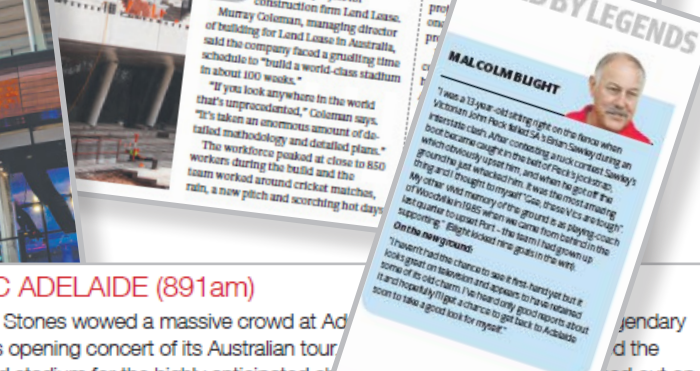 construction firm Lend Lease.
Murray Coleman, managing director
of building for Lend Lease in Australia,
said the company faced a gruelling time
schedule to "build a world-class stadium
in about 100 weeks."
"If you look anywhere in the world
that's unprecedented," Coleman says.
"It's taken an enormous amount of de-
tailed methodology and detailed plans."
The workforce peaked at close to 850
workers during the build and the
team worked around cricket matches,
rain, a new pitch and scorching hot days
BY LEGENDS
MALCOLM BLIGHT
"I was a 13-year-old sitting right on the fence when
Victorian John Peck felled SA's Brian Sawley during an
interstate clash. After contesting a ruck contest Sawley's
boot became caught in the belt of Peck's jockstrap,
which obviously upset him, and when he got off the
ground he just whacked him. It was the most amazing
thing and I thought to myself 'Gee, these Vics are tough'.
My other vivid memory of the ground is as playing-coach
of Woodville in 1985 when we came from behind in the
last quarter to upset Port - the team I had grown up
supporting." (Blight kicked nine goals in the win).
On the new ground:
"I haven't had the chance to see it first-hand yet but it
looks great on television and appears to have retained
some of its old charm. I've heard only good reports about
it and hopefully I'll get a chance to get back to Adelaide
soon to take a good look for myself."
C ADELAIDE (891am)
Stones wowed a massive crowd at Ad
gendary
s opening concert of its Australian tour
d the